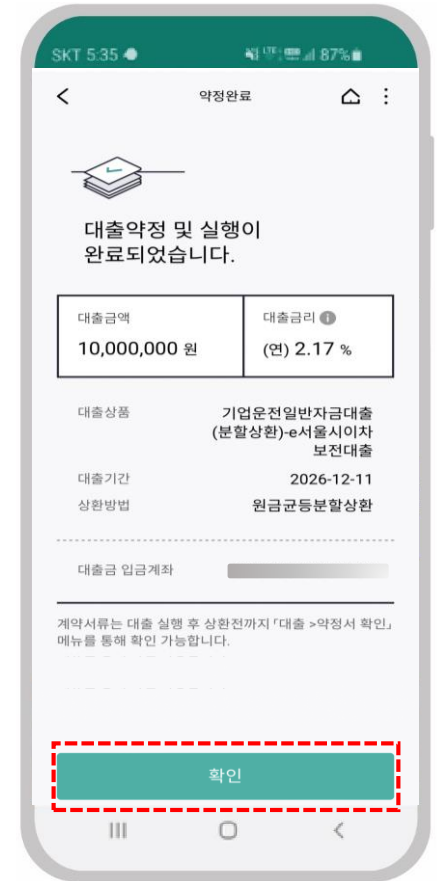 SKT 5:35 87%
약정완료
대출약정 및 실행이
완료되었습니다.
대출금액 대출금리
10,000,000 원 (연) 2.17 %
대출상품 기업운전일반자금대출
(분할상환)-e서울시이차
보전대출
대출기간 2026-12-11
상환방법 원금균등분할상환
대출금 입금계좌
계약서류는 대출 실행 후 상환전까지 「대출 >약정서 확인」
메뉴를 통해 확인 가능합니다.
확인